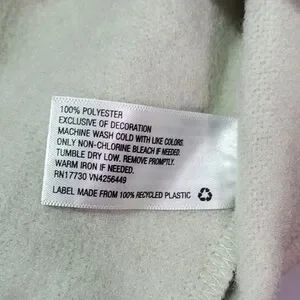 100% POLYESTER
EXCLUSIVE OF DECORATION
MACHINE WASH COLD WITH LIKE COLORS.
ONLY NON-CHLORINE BLEACH IF NEEDED.
TUMBLE DRY LOW. REMOVE PROMPTLY.
WARM IRON IF NEEDED.
RN17730 VN4256449
LABEL MADE FROM 100% RECYCLED PLASTIC